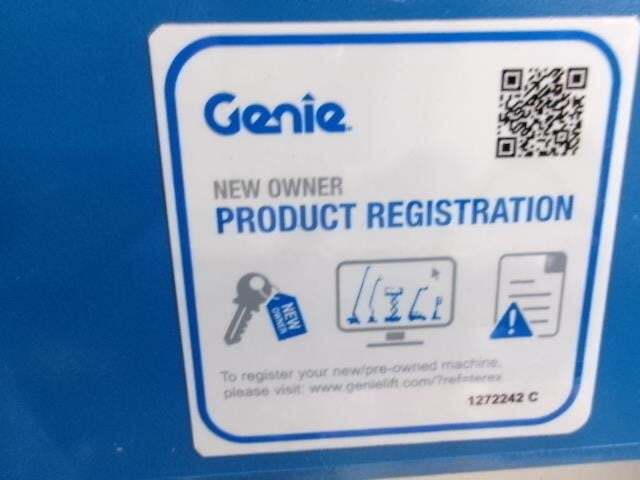 Genie
NEW OWNER
PRODUCT REGISTRATION
NEW
OWNER
To register your new/pre-owned machine,
please visit: www.genielift.com/?ref=terex
1272242 C